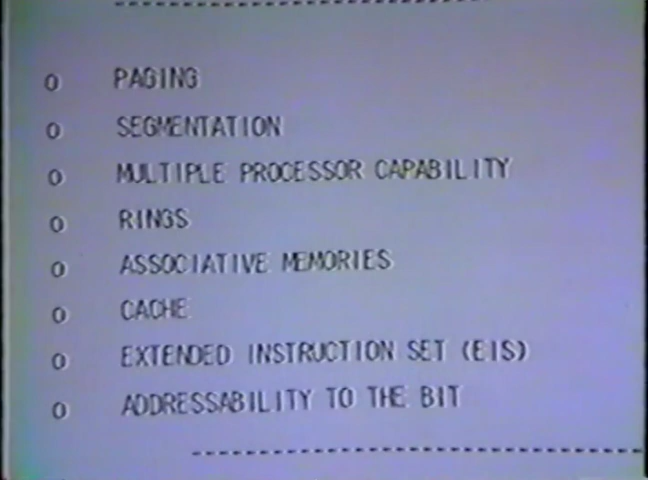 O PAGING
O SEGMENTATION
O MULTIPLE PROCESSOR CAPABILITY
O RINGS
O ASSOCIATIVE MEMORIES
O CACHE
O EXTENDED INSTRUCTION SET (EIS)
O ADDRESSABILITY TO THE BIT